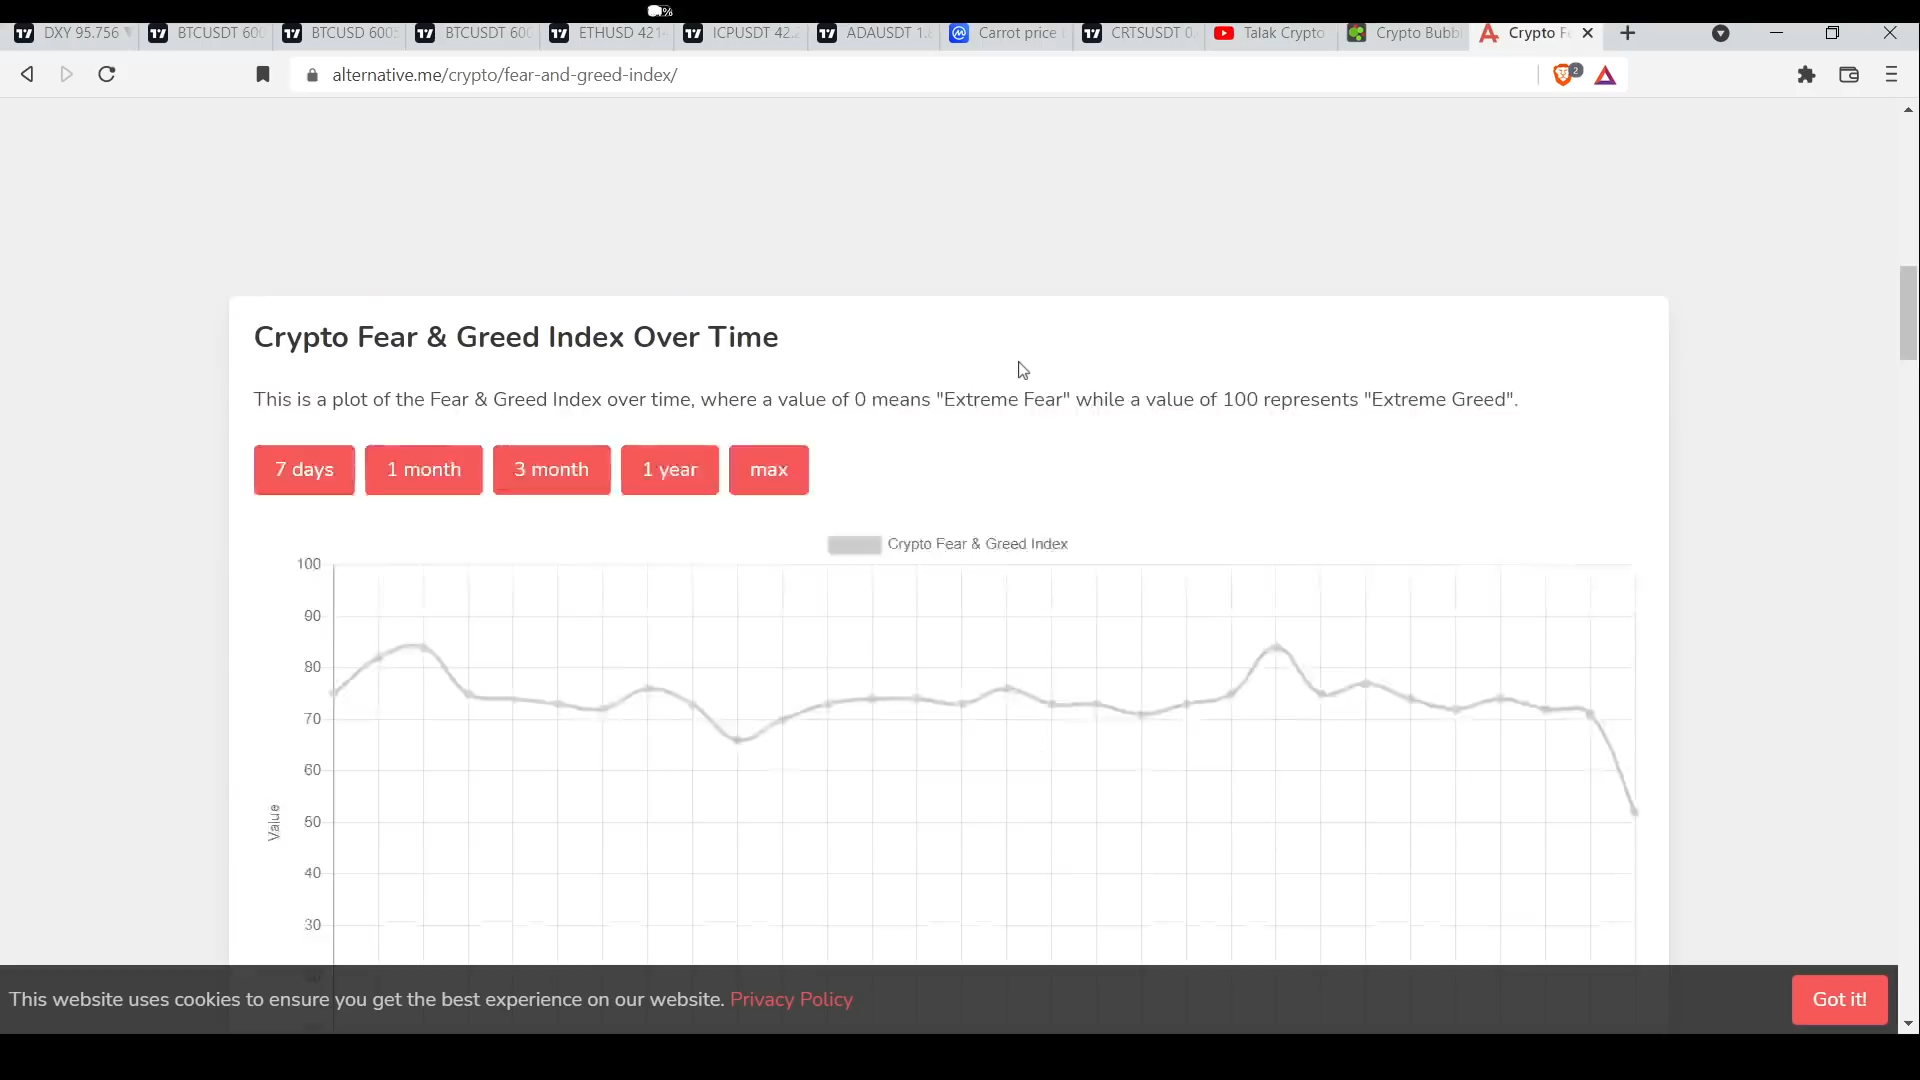 %
DXY 95.756
BTCUSDT 600
BTCUSD 600
BTCUSDT 600
ETHUSD 421
ICPUSDT 42.
ADAUSDT 1.
Carrot price
CRTSUSDT 0.
Talak Crypto
Crypto Bubbl
Crypto F
alternative.me/crypto/fear-and-greed-index/
2
Crypto Fear & Greed Index Over Time
This is a plot of the Fear & Greed Index over time, where a value of 0 means "Extreme Fear" while a value of 100 represents "Extreme Greed".
7 days
1 month
3 month
1 year
max
Crypto Fear & Greed Index
100
90
80
70
60
Value
50
40
30
This website uses cookies to ensure you get the best experience on our website. Privacy Policy
Got it!